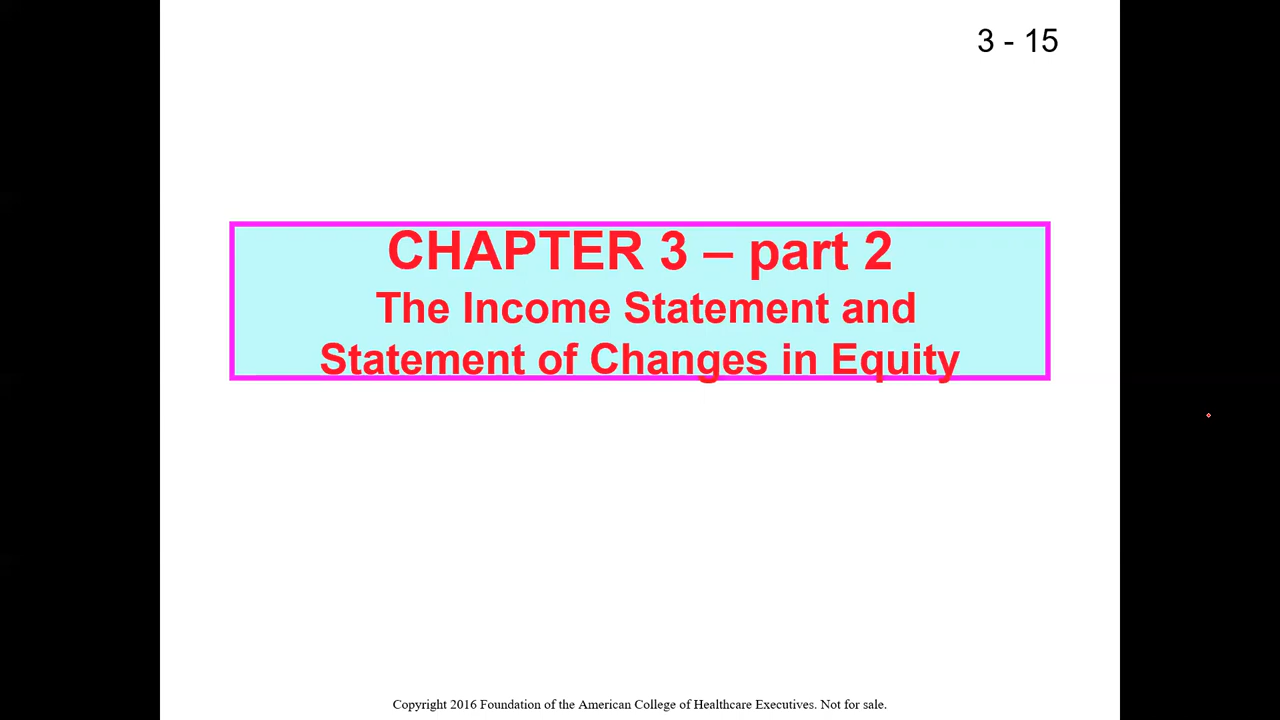 3 - 15
CHAPTER 3 – part 2
The Income Statement and
Statement of Changes in Equity
Copyright 2016 Foundation of the American College of Healthcare Executives. Not for sale.